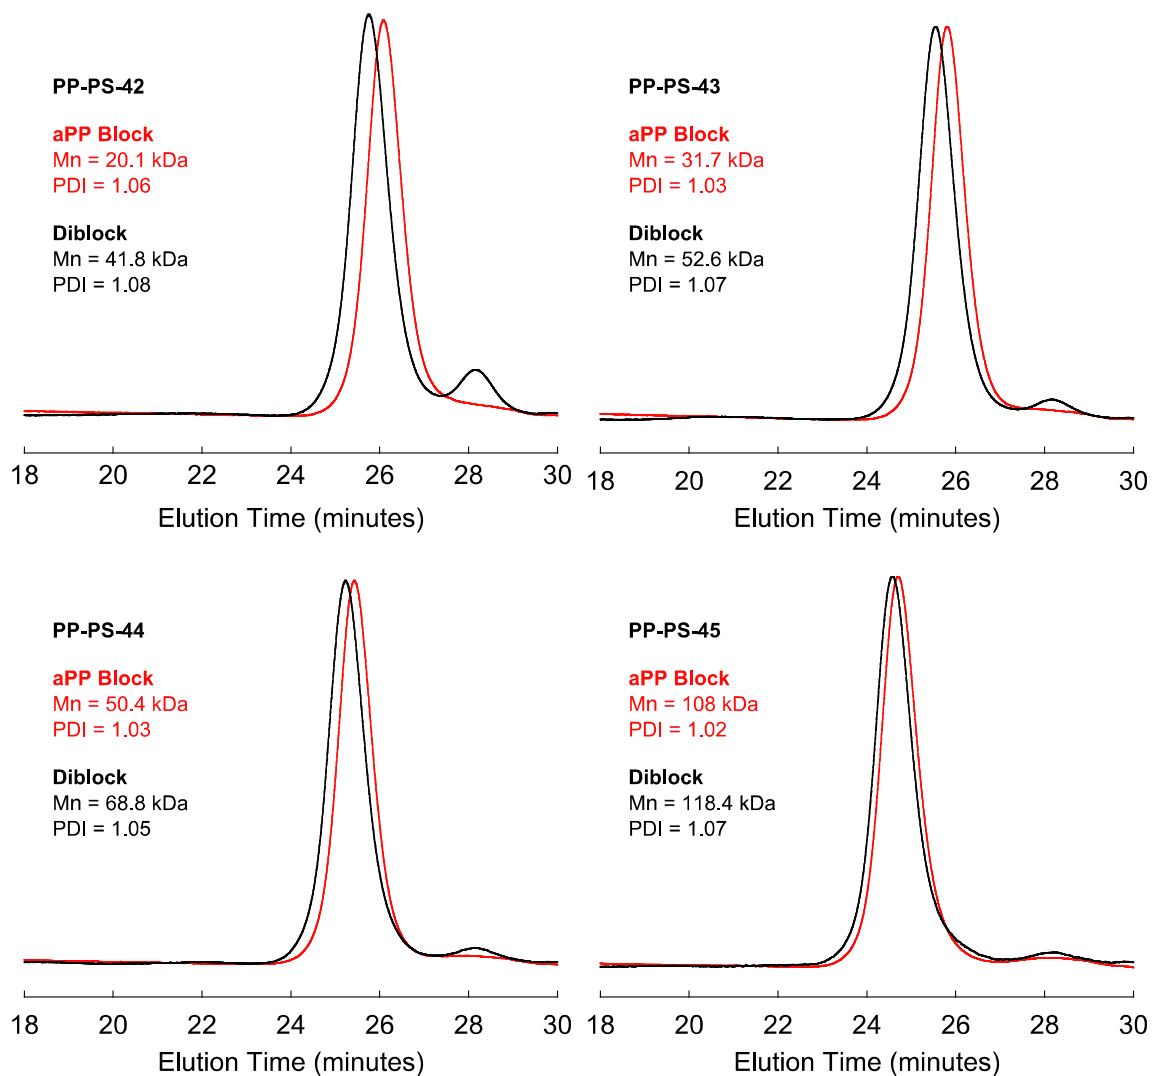 PP-PS-42
aPP Block
Mn = 20.1 kDa
PDI = 1.06
Diblock
Mn = 41.8 kDa
PDI = 1.08
18 20 22 24 26 28 30
Elution Time (minutes)
PP-PS-43
aPP Block
Mn = 31.7 kDa
PDI = 1.03
Diblock
Mn = 52.6 kDa
PDI = 1.07
18 20 22 24 26 28 30
Elution Time (minutes)
PP-PS-44
aPP Block
Mn = 50.4 kDa
PDI = 1.03
Diblock
Mn = 68.8 kDa
PDI = 1.05
18 20 22 24 26 28 30
Elution Time (minutes)
PP-PS-45
aPP Block
Mn = 108 kDa
PDI = 1.02
Diblock
Mn = 118.4 kDa
PDI = 1.07
18 20 22 24 26 28 30
Elution Time (minutes)